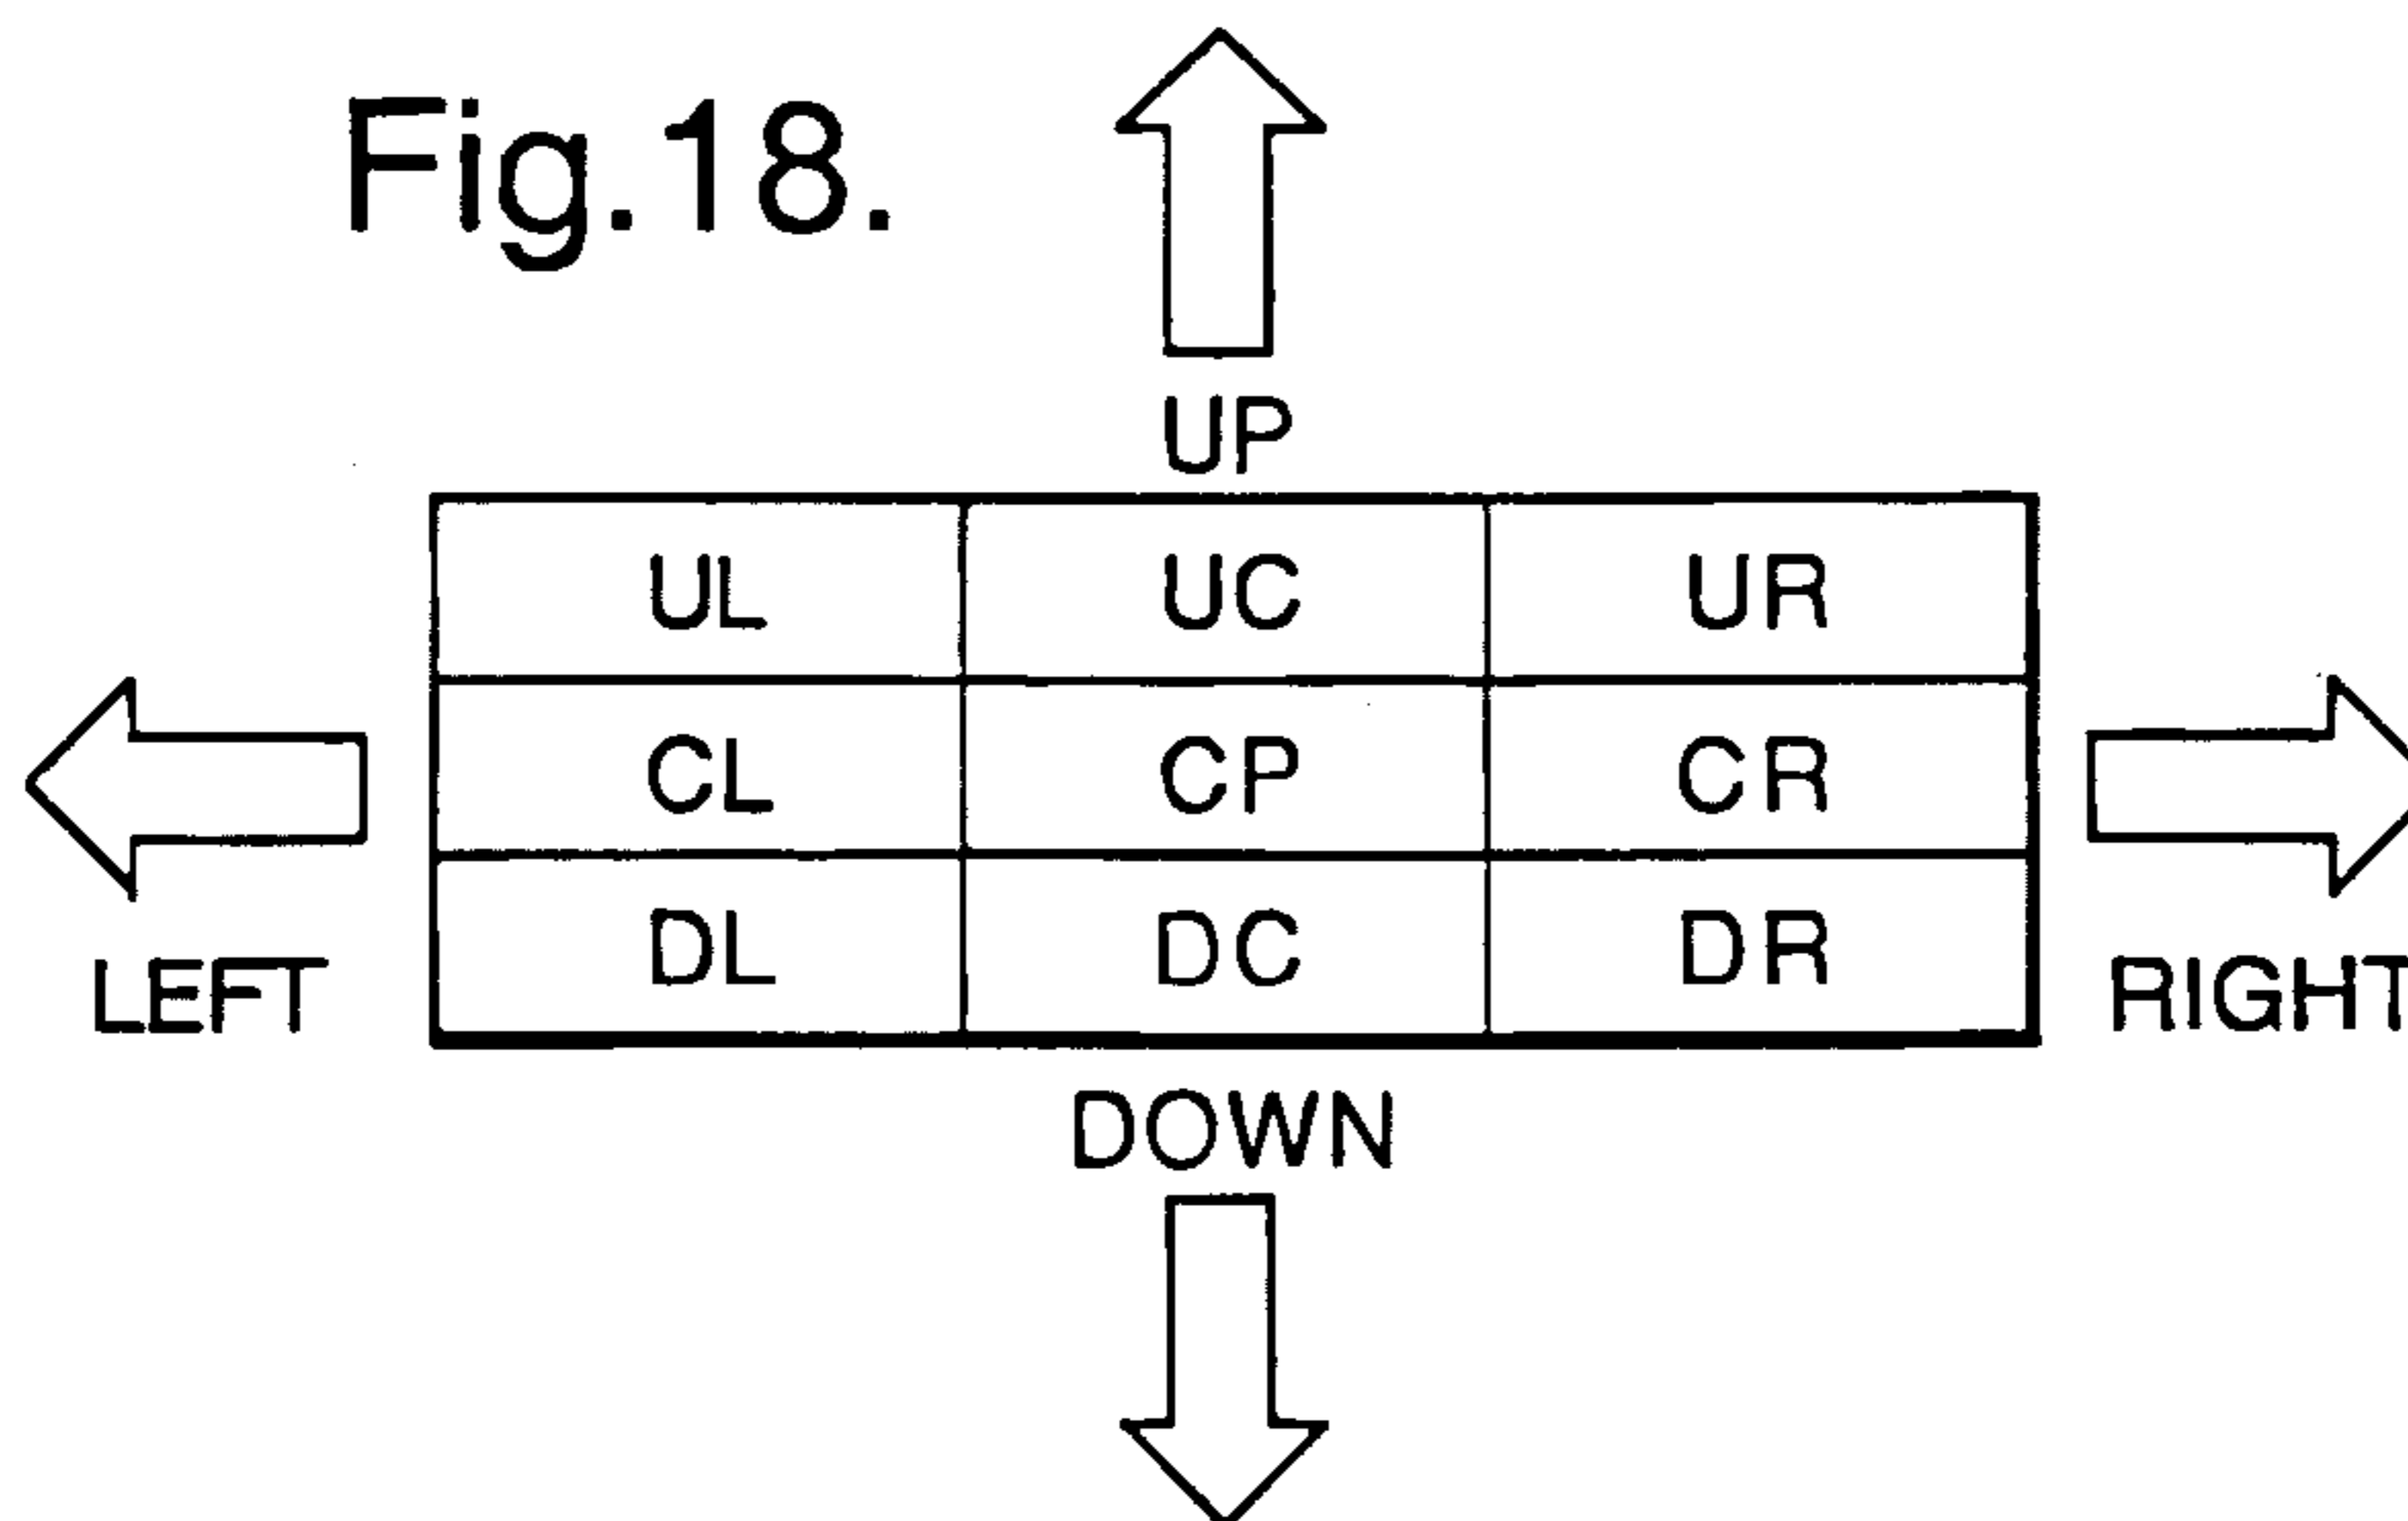 Fig.18.
UP
UL UC UR
CL CP CR
DL DC DR
LEFT RIGHT
DOWN